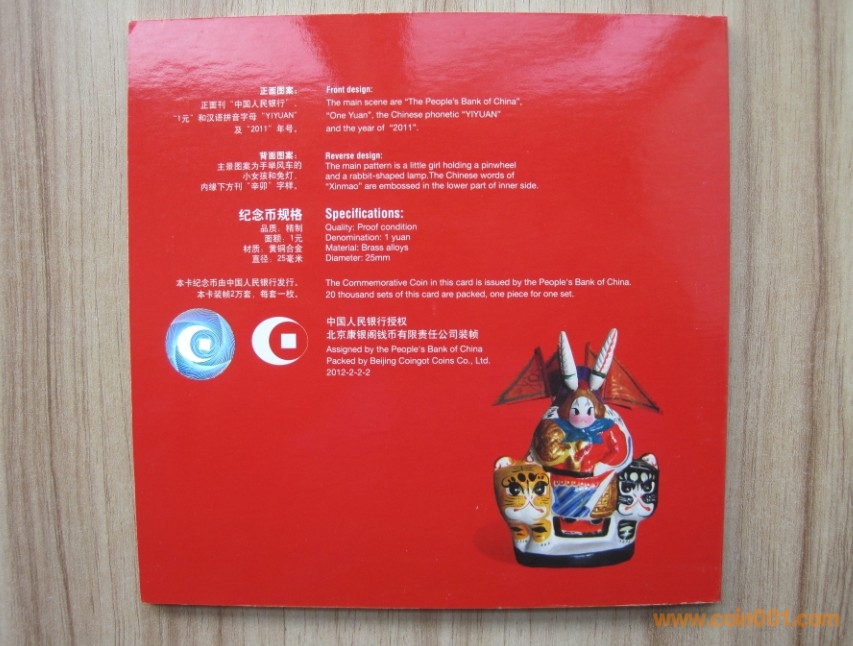 正面图案： Front design:
正面刊“中国人民银行”、 The main scene are “The People's Bank of China”,
“1元”和汉语拼音字母“YIYUAN” “One Yuan”, the Chinese phonetic “YIYUAN”
及“2011”年号。 and the year of “2011”.
背面图案： Reverse design:
主景图案为手举风车的 The main pattern is a little girl holding a pinwheel
小女孩和兔灯, and a rabbit-shaped lamp.The Chinese words of
内缘下方刊“辛卯”字样。 “Xinmao” are embossed in the lower part of inner side.
纪念币规格 Specifications:
品质：精制 Quality: Proof condition
面额：1元 Denomination: 1 yuan
材质：黄铜合金 Material: Brass alloys
直径：25毫米 Diameter: 25mm
本卡纪念币由中国人民银行发行。 The Commemorative Coin in this card is issued by the People's Bank of China.
本卡装帧2万套，每套一枚。 20 thousand sets of this card are packed, one piece for one set.
中国人民银行授权
北京康银阁钱币有限责任公司装帧
Assigned by the People's Bank of China
Packed by Beijing Coingot Coins Co., Ltd.
2012-2-2-2
www.coin001.com